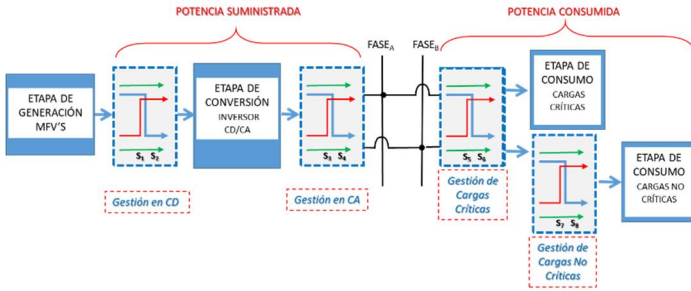 POTENCIA SUMINISTRADA
POTENCIA CONSUMIDA
FASEA
FASEB
ETAPA DE
GENERACIÓN
MFV'S
S1 S2
ETAPA DE
CONVERSIÓN
INVERSOR
CD/CA
S3 S4
S5 S6
ETAPA DE
CONSUMO
CARGAS
CRÍTICAS
S7 S8
ETAPA DE
CONSUMO
CARGAS NO
CRÍTICAS
Gestión en CD
Gestión en CA
Gestión de
Cargas
Críticas
Gestión de
Cargas No
Críticas